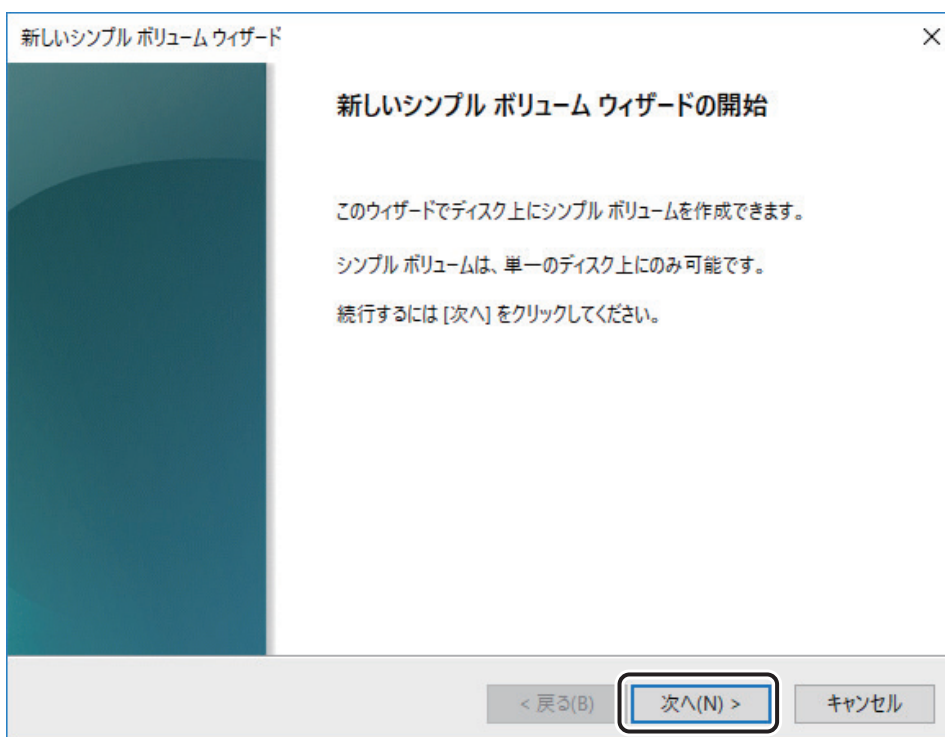 新しいシンプル ボリューム ウィザード
新しいシンプル ボリューム ウィザードの開始
このウィザードでディスク上にシンプル ボリュームを作成できます。
シンプル ボリュームは、単一のディスク上にのみ可能です。
続行するには [次へ] をクリックしてください。
< 戻る(B) 次へ(N) > キャンセル